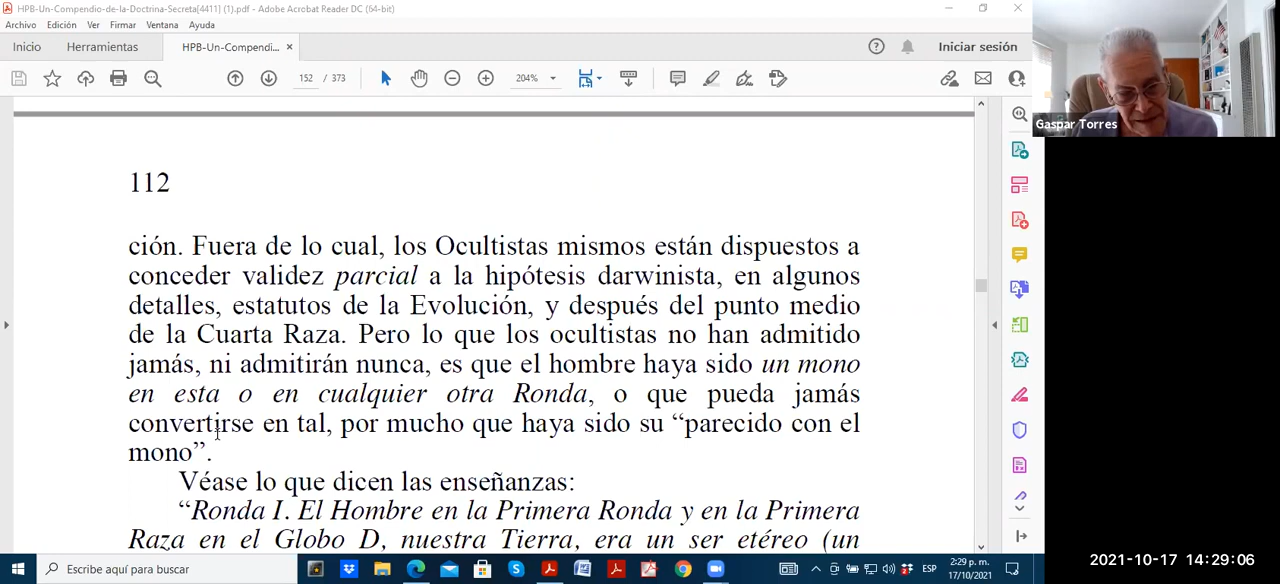 HPB-Un-Compendio-de-la-Doctrina-Secreta[4411] (1).pdf - Adobe Acrobat Reader DC (64-bit)
Archivo Edición Ver Firmar Ventana Ayuda
Inicio Herramientas HPB-Un-Compendi... × Iniciar sesión
152 / 373 204%
Gaspar Torres
112
ción. Fuera de lo cual, los Ocultistas mismos están dispuestos a
conceder validez parcial a la hipótesis darwinista, en algunos
detalles, estatutos de la Evolución, y después del punto medio
de la Cuarta Raza. Pero lo que los ocultistas no han admitido
jamás, ni admitirán nunca, es que el hombre haya sido un mono
en esta o en cualquier otra Ronda, o que pueda jamás
convertirse en tal, por mucho que haya sido su “parecido con el
mono”.
Véase lo que dicen las enseñanzas:
“Ronda I. El Hombre en la Primera Ronda y en la Primera
Raza en el Globo D, nuestra Tierra, era un ser etéreo (un
Escribe aquí para buscar
ESP
2:29 p. m.
17/10/2021
2021-10-17 14:29:06